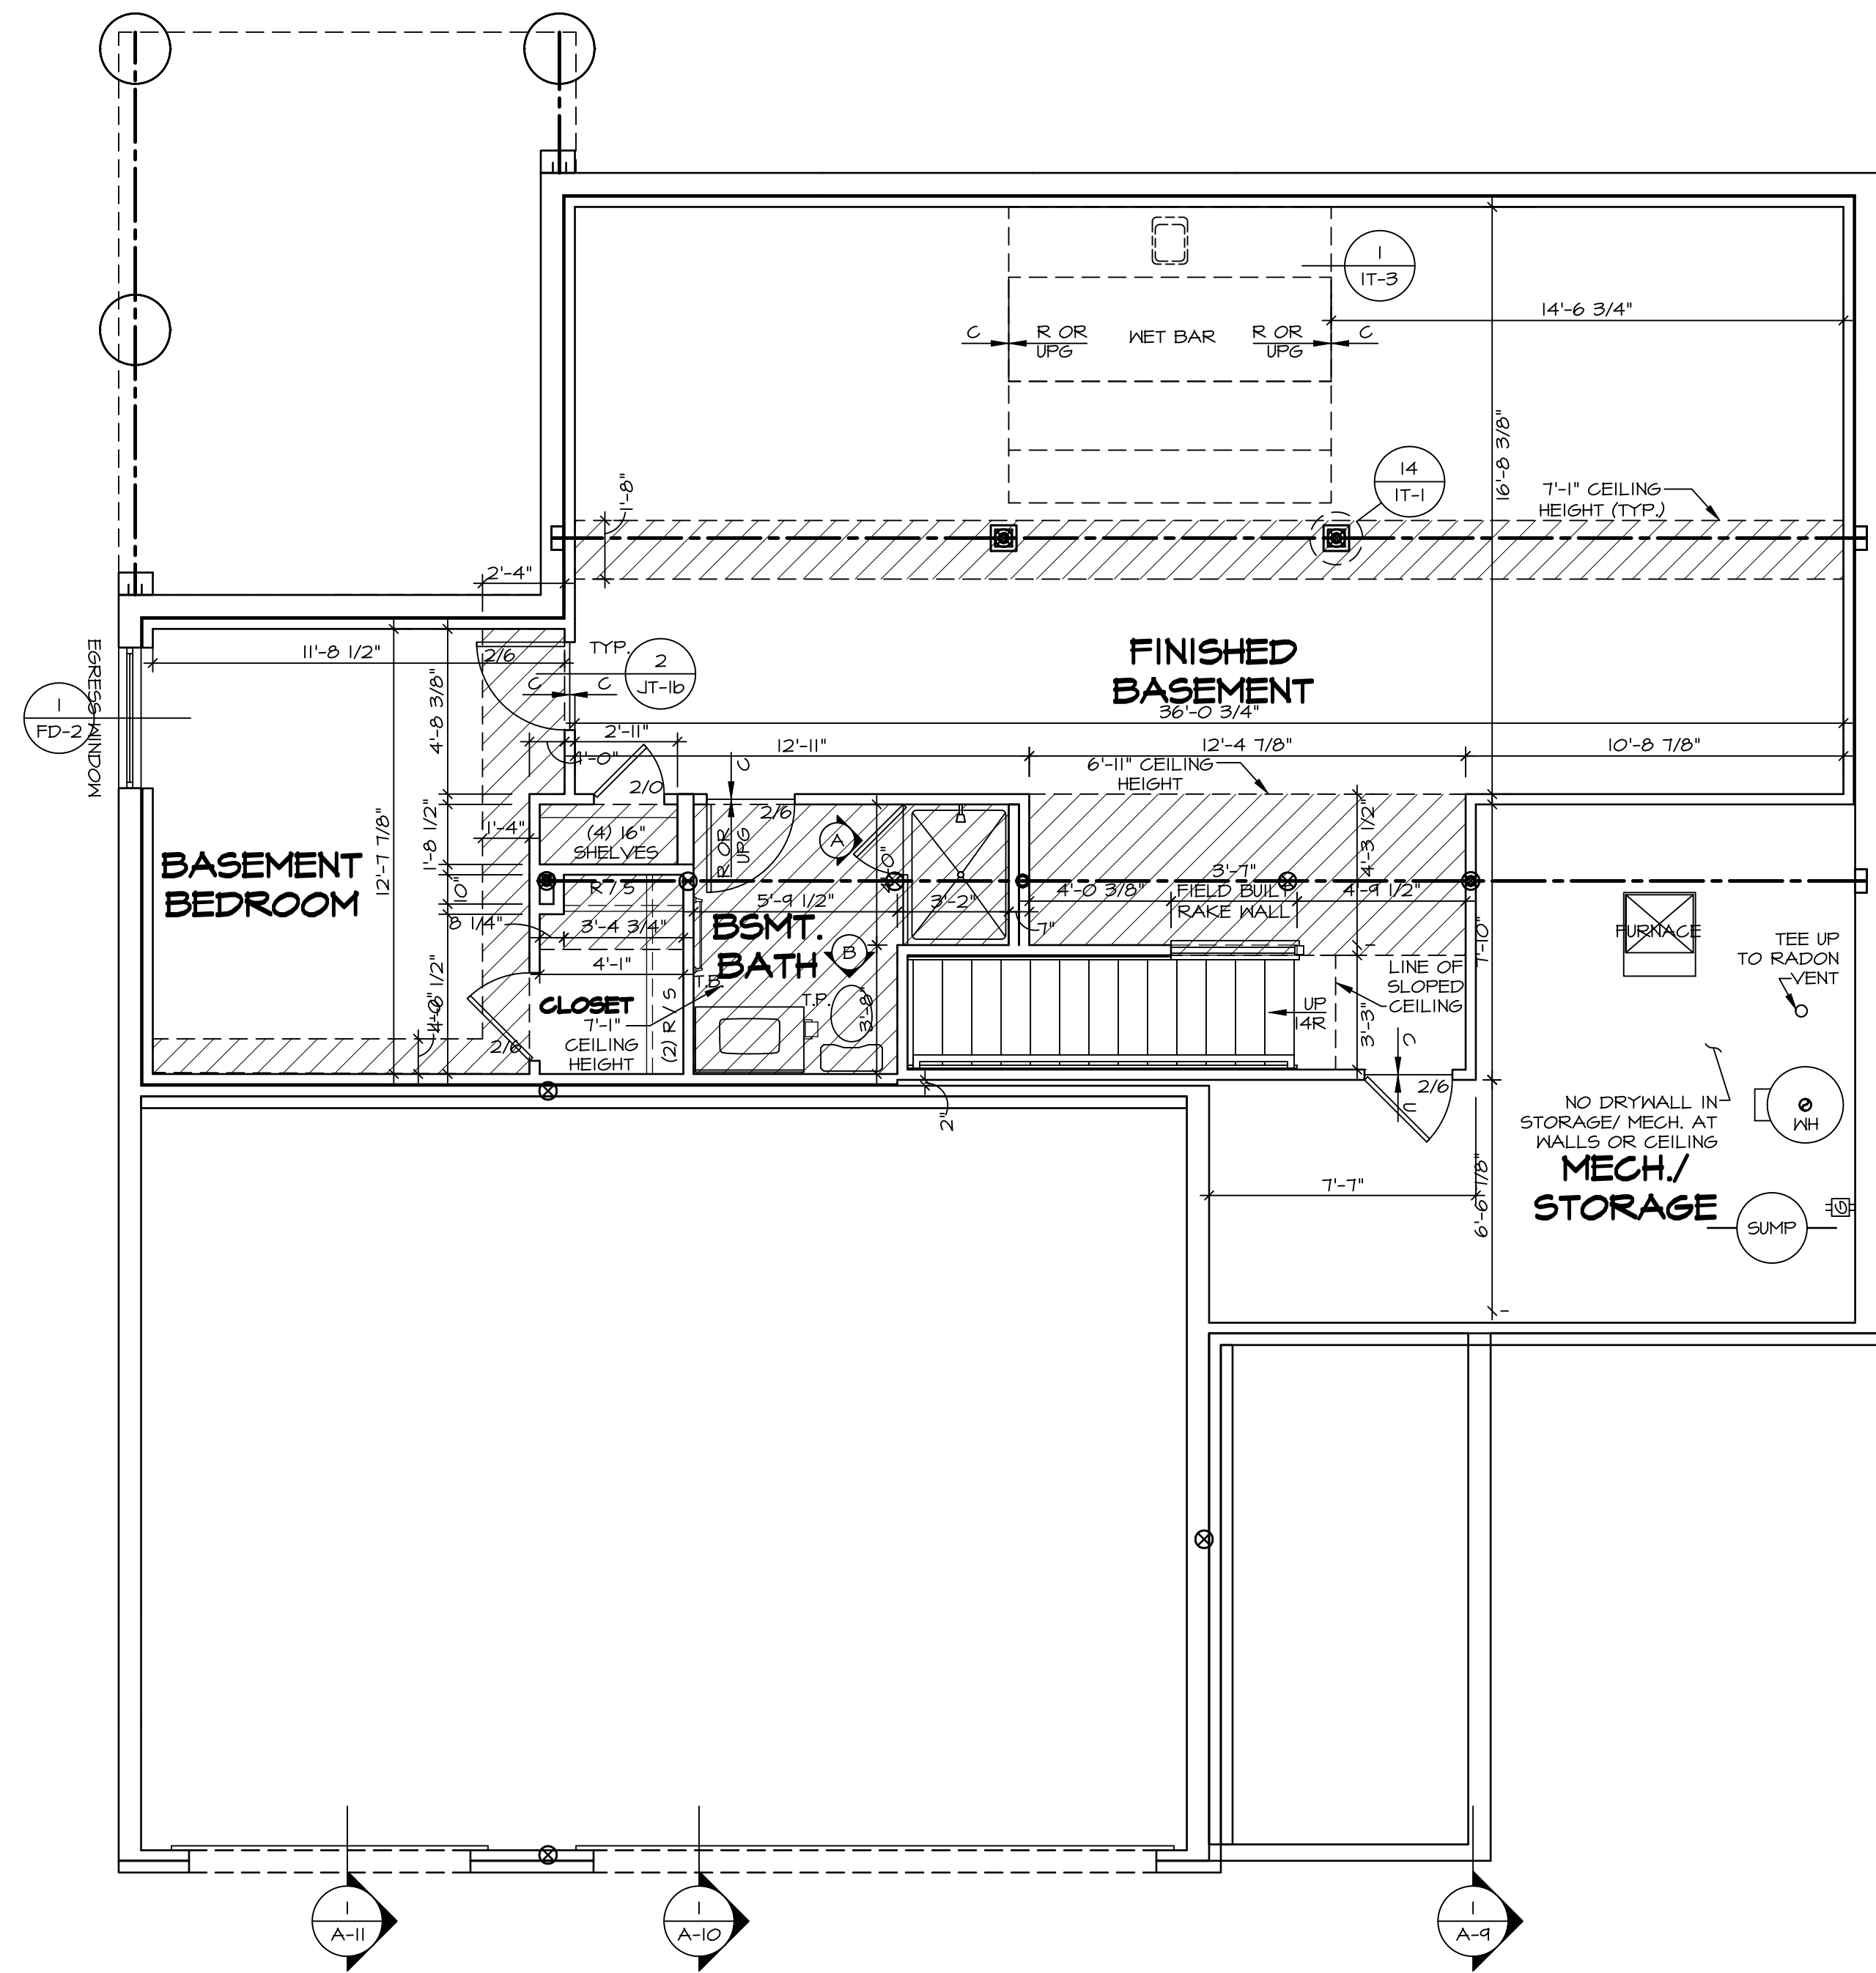 1
IT-3
14'-6 3/4"
C
R OR
UPG
WET BAR
R OR
UPG
C
14
IT-1
16'-8 3/8"
1'-8"
7'-1" CEILING
HEIGHT (TYP.)
2'-4"
EGRESS WINDOW
1
FD-2
11'-8 1/2"
2/6
TYP.
2
JT-1b
C
C
4'-8 3/8"
FINISHED
BASEMENT
36'-0 3/4"
2'-11"
4'-0"
12'-11"
12'-4 7/8"
10'-8 7/8"
C
6'-11" CEILING
HEIGHT
2/0
2/6
1'-8 1/2"
1'-4"
(4) 16"
SHELVES
R OR
UPG
A
4'-3 1/2"
BASEMENT
BEDROOM
12'-7 7/8"
10"
R / S
3'-7"
4'-0 3/8"
FIELD BUILT
RAKE WALL
4'-9 1/2"
5'-9 1/2"
3'-2"
7"
8 1/4"
3'-4 3/4"
BSMT.
BATH
B
7'-10"
FURNACE
TEE UP
TO RADON
VENT
4'-1"
T.B.
T.P.
LINE OF
SLOPED
CEILING
CLOSET
7'-1"
CEILING
HEIGHT
(2) R / S
3'-8"
UP
14R
3'-3"
C
2/6
2/6
U
2"
NO DRYWALL IN
STORAGE/ MECH. AT
WALLS OR CEILING
WH
MECH./
STORAGE
7'-7"
6'-6 1/8"
SUMP
G
1
A-11
1
A-10
1
A-9